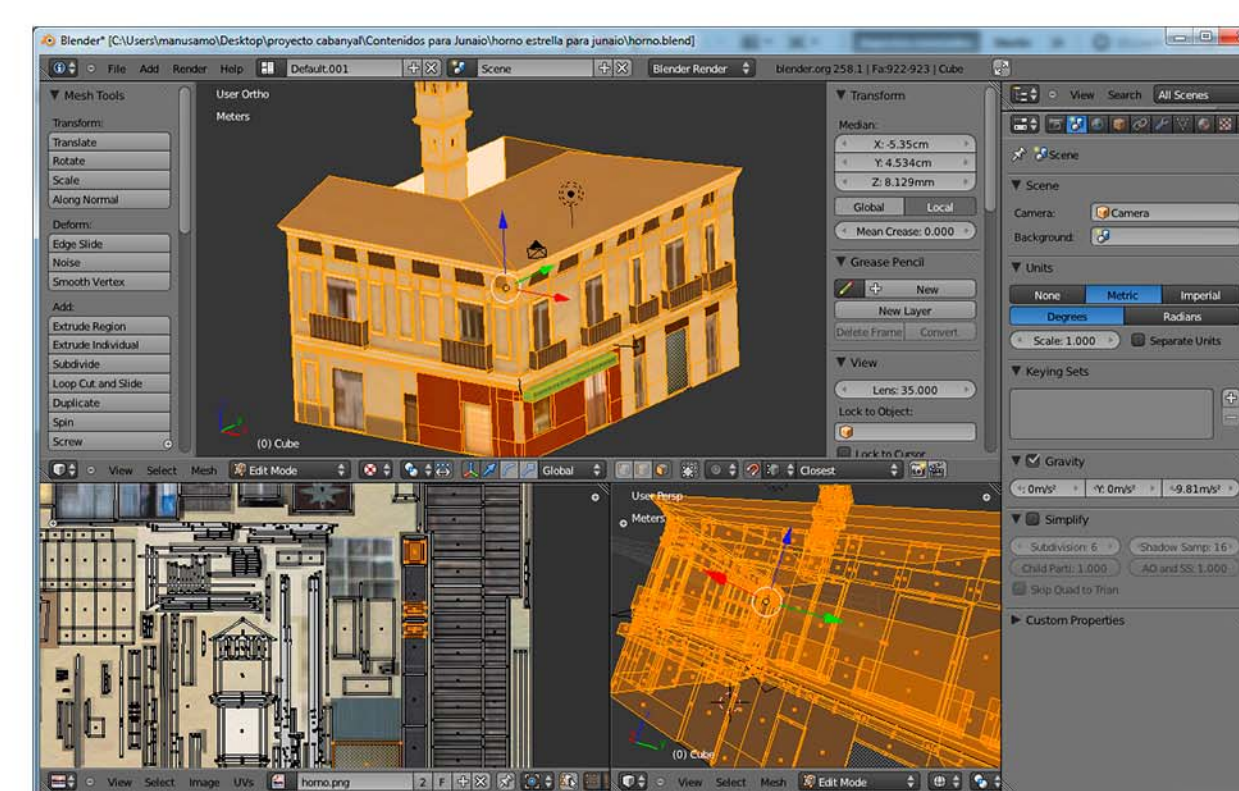 Blender* [C:\Users\manusamo\Desktop\proyecto cabanyal\Contenidos para Junaio\horno estrella para junaio\horno.blend]
File Add Render Help Default.001 Scene Blender Render blender.org 258.1 | Fa:922-923 | Cube
Mesh Tools
Transform:
Translate
Rotate
Scale
Along Normal
Deform:
Edge Slide
Noise
Smooth Vertex
Add:
Extrude Region
Extrude Individual
Subdivide
Loop Cut and Slide
Duplicate
Spin
Screw
User Ortho
Meters
(0) Cube
Transform
Median:
X: -5.35cm
Y: 4.534cm
Z: 8.129mm
Global Local
Mean Crease: 0.000
Grease Pencil
New
New Layer
Delete Frame Convert
View
Lens: 35.000
Lock to Object:
Lock to Cursor
View Select Mesh Edit Mode Global Closest
User Persp
Meters
(0) Cube
View Select Image UVs horno.png 2 F
View Select Mesh Edit Mode
View Search All Scenes
Scene
Scene
Camera: Camera
Background:
Units
None Metric Imperial
Degrees Radians
Scale: 1.000 Separate Units
Keying Sets
Gravity
: 0m/s² Y: 0m/s² -9.81m/s²
Simplify
Subdivision: 6 Shadow Samp: 16
Child Parti: 1.000 AO and SS: 1.000
Skip Quad to Trian
Custom Properties